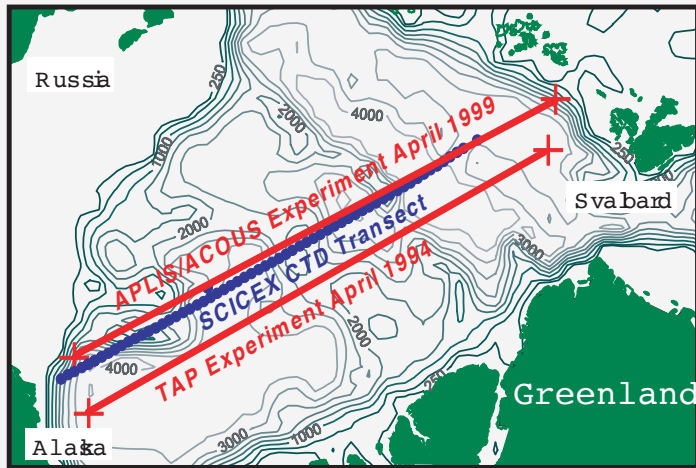 250
Russia
4000
2000
1000
250
APLIS/ACOUS Experiment April 1999
2000
Svabard
SCICEX CTD Transect
3000
TAP Experiment April 1994
2000
4000
250
Greenland
3000
1000
Alaska